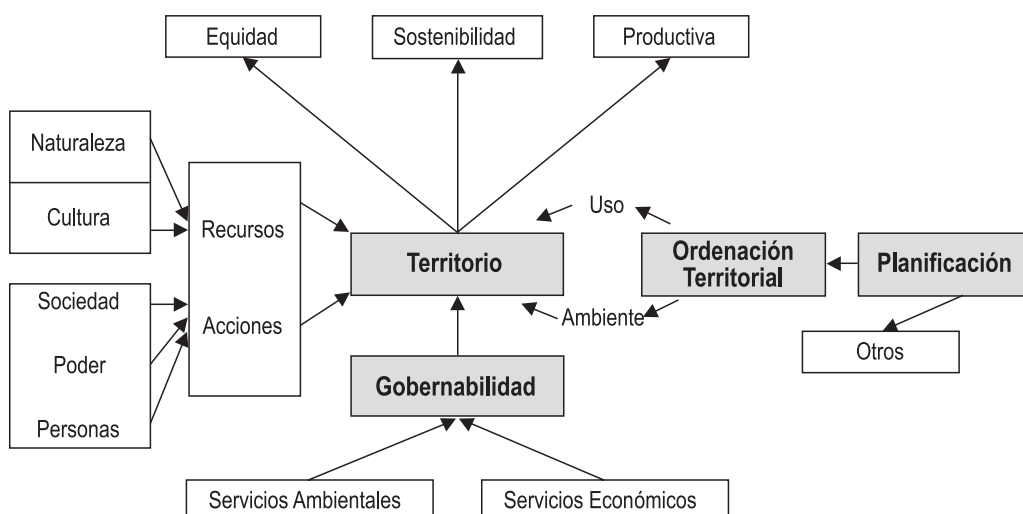 Equidad
Sostenibilidad
Productiva
Naturaleza
Cultura
Recursos
Uso
Territorio
Ordenación
Territorial
Planificación
Sociedad
Acciones
Ambiente
Otros
Poder
Gobernabilidad
Personas
Servicios Ambientales
Servicios Económicos